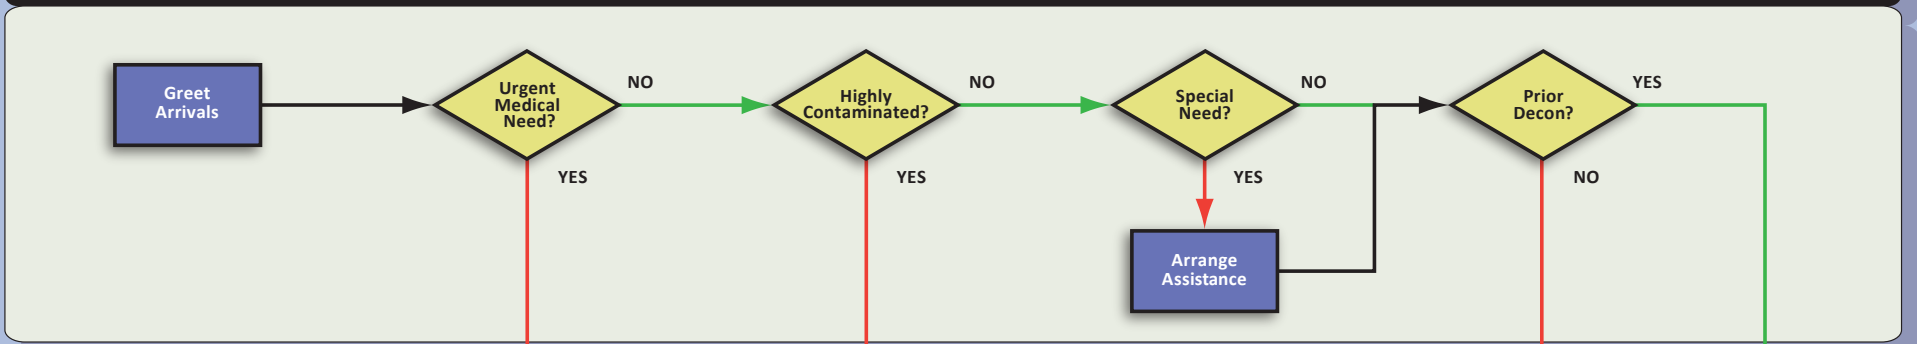 Greet
Arrivals
Urgent
Medical
Need?
NO
YES
Highly
Contaminated?
NO
YES
Special
Need?
NO
YES
Arrange
Assistance
Prior
Decon?
YES
NO